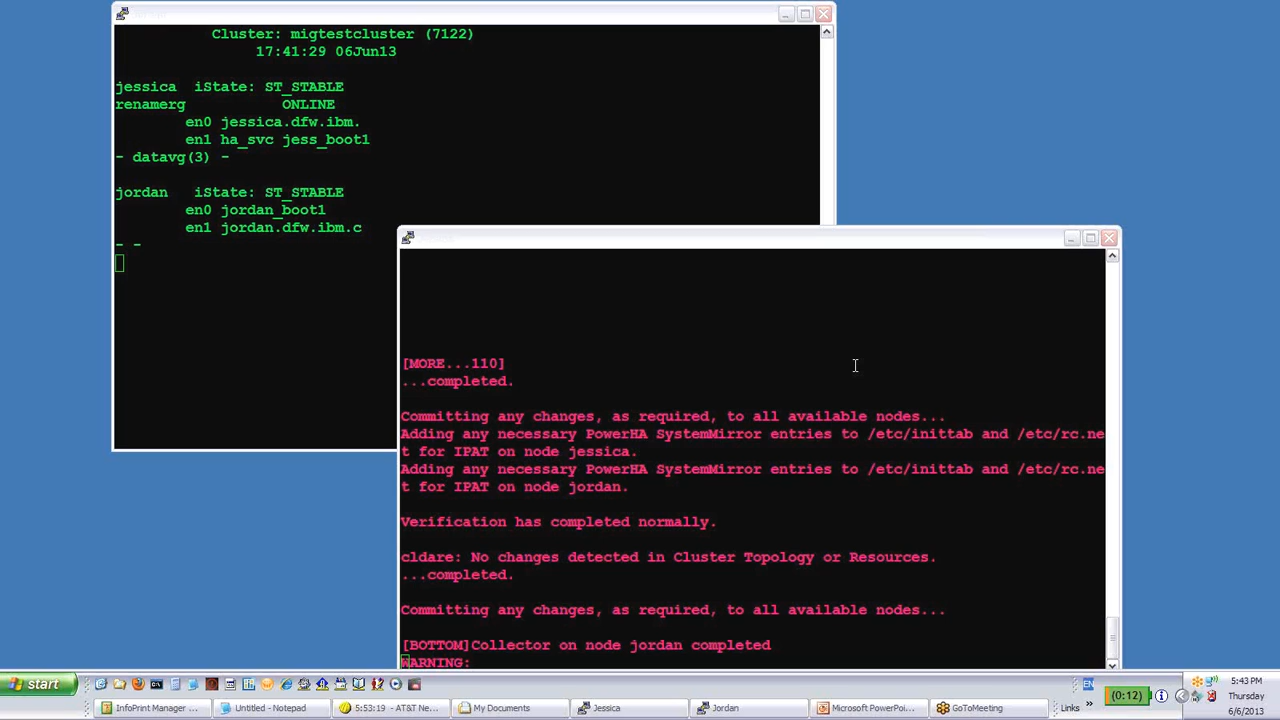 Cluster: migtestcluster (7122)
17:41:29 06Jun13
jessica iState: ST_STABLE
renamerg ONLINE
en0 jessica.dfw.ibm.
en1 ha_svc jess_boot1
- datavg(3) -
jordan iState: ST_STABLE
en0 jordan_boot1
en1 jordan.dfw.ibm.c
- -
[MORE...110]
...completed.
Committing any changes, as required, to all available nodes...
Adding any necessary PowerHA SystemMirror entries to /etc/inittab and /etc/rc.ne
t for IPAT on node jessica.
Adding any necessary PowerHA SystemMirror entries to /etc/inittab and /etc/rc.ne
t for IPAT on node jordan.
Verification has completed normally.
cldare: No changes detected in Cluster Topology or Resources.
...completed.
Committing any changes, as required, to all available nodes...
[BOTTOM]Collector on node jordan completed
WARNING:
start
EN
(0:12)
5:43 PM
Thursday
6/6/2013
InfoPrint Manager ...
Untitled - Notepad
5:53:19 - AT&T Ne...
My Documents
Jessica
Jordan
Microsoft PowerPoi...
GoToMeeting
Links »